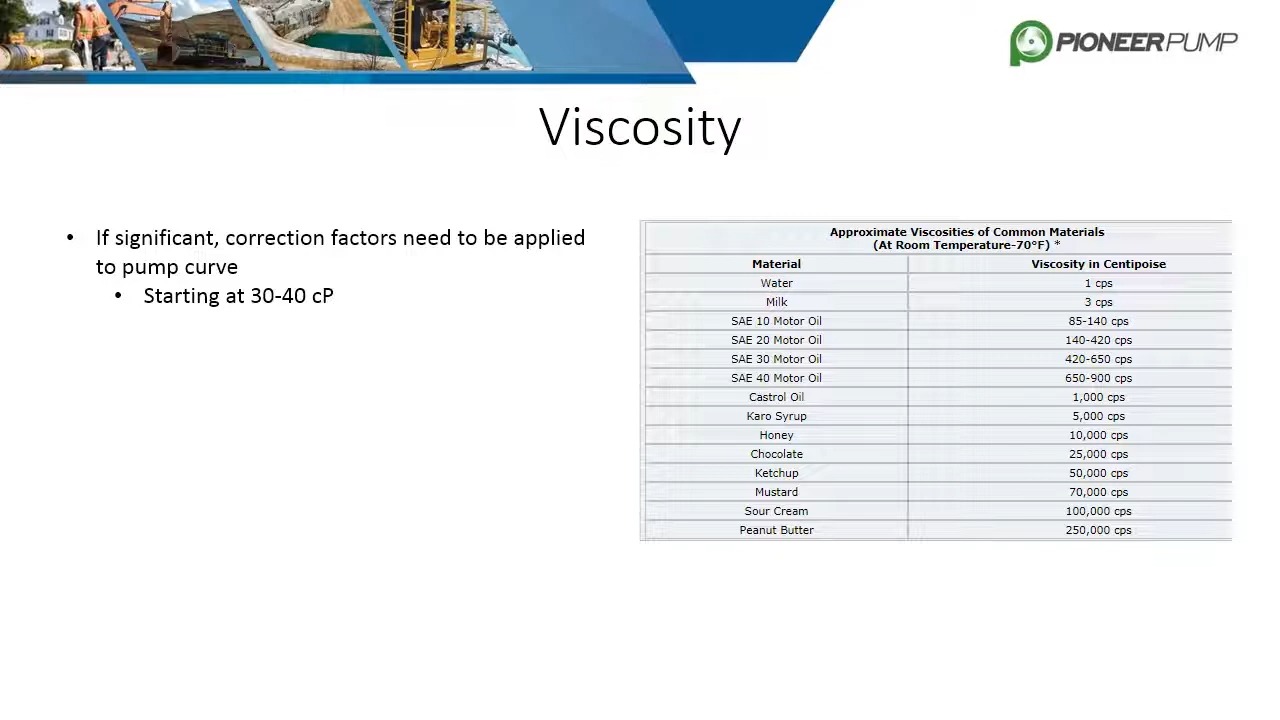 PIONEERPUMP
Viscosity
• If significant, correction factors need to be applied
to pump curve
• Starting at 30-40 cP
Approximate Viscosities of Common Materials
(At Room Temperature-70°F) *
Material Viscosity in Centipoise
Water 1 cps
Milk 3 cps
SAE 10 Motor Oil 85-140 cps
SAE 20 Motor Oil 140-420 cps
SAE 30 Motor Oil 420-650 cps
SAE 40 Motor Oil 650-900 cps
Castrol Oil 1,000 cps
Karo Syrup 5,000 cps
Honey 10,000 cps
Chocolate 25,000 cps
Ketchup 50,000 cps
Mustard 70,000 cps
Sour Cream 100,000 cps
Peanut Butter 250,000 cps